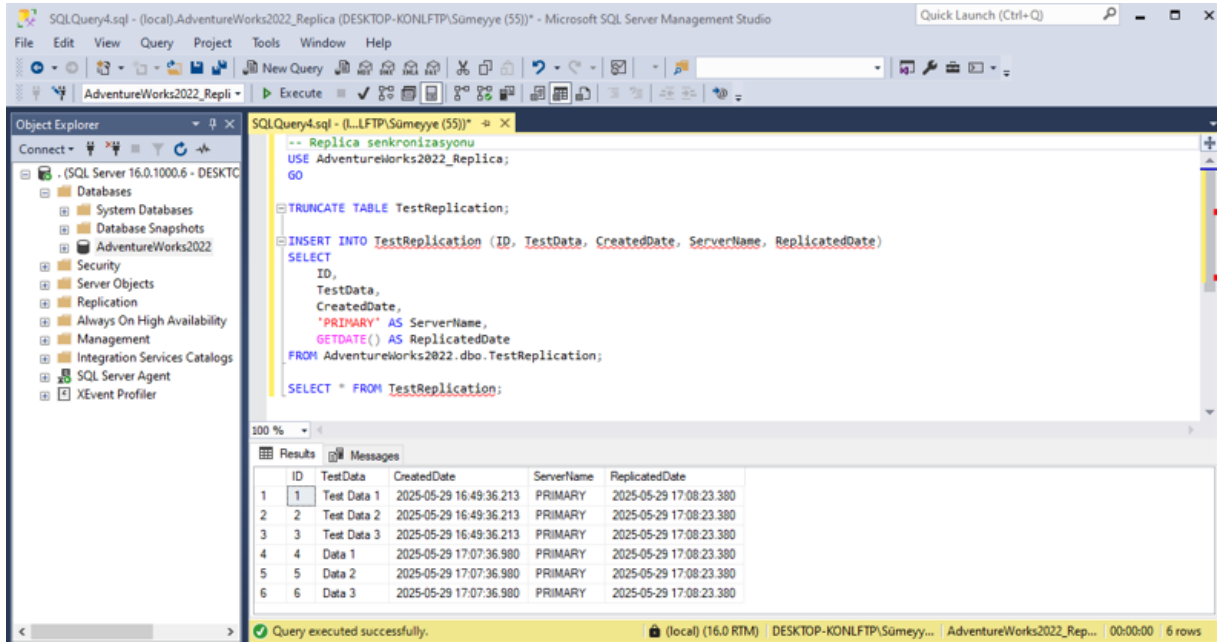 SQLQuery4.sql - (local).AdventureWorks2022_Replica (DESKTOP-KONLFTP\Sümeyye (55))* - Microsoft SQL Server Management Studio
Quick Launch (Ctrl+Q)
File Edit View Query Project Tools Window Help
New Query
AdventureWorks2022_Repli
Execute
Object Explorer
SQLQuery4.sql - (l...LFTP\Sümeyye (55))*
Connect
. (SQL Server 16.0.1000.6 - DESKTC
Databases
System Databases
Database Snapshots
AdventureWorks2022
Security
Server Objects
Replication
Always On High Availability
Management
Integration Services Catalogs
SQL Server Agent
XEvent Profiler
-- Replica senkronizasyonu
USE AdventureWorks2022_Replica;
GO
TRUNCATE TABLE TestReplication;
INSERT INTO TestReplication (ID, TestData, CreatedDate, ServerName, ReplicatedDate)
SELECT
ID,
TestData,
CreatedDate,
'PRIMARY' AS ServerName,
GETDATE() AS ReplicatedDate
FROM AdventureWorks2022.dbo.TestReplication;
SELECT * FROM TestReplication;
100 %
Results Messages
ID TestData CreatedDate ServerName ReplicatedDate
1 1 Test Data 1 2025-05-29 16:49:36.213 PRIMARY 2025-05-29 17:08:23.380
2 2 Test Data 2 2025-05-29 16:49:36.213 PRIMARY 2025-05-29 17:08:23.380
3 3 Test Data 3 2025-05-29 16:49:36.213 PRIMARY 2025-05-29 17:08:23.380
4 4 Data 1 2025-05-29 17:07:36.980 PRIMARY 2025-05-29 17:08:23.380
5 5 Data 2 2025-05-29 17:07:36.980 PRIMARY 2025-05-29 17:08:23.380
6 6 Data 3 2025-05-29 17:07:36.980 PRIMARY 2025-05-29 17:08:23.380
Query executed successfully.
(local) (16.0 RTM) DESKTOP-KONLFTP\Sümeyy... AdventureWorks2022_Rep... 00:00:00 6 rows